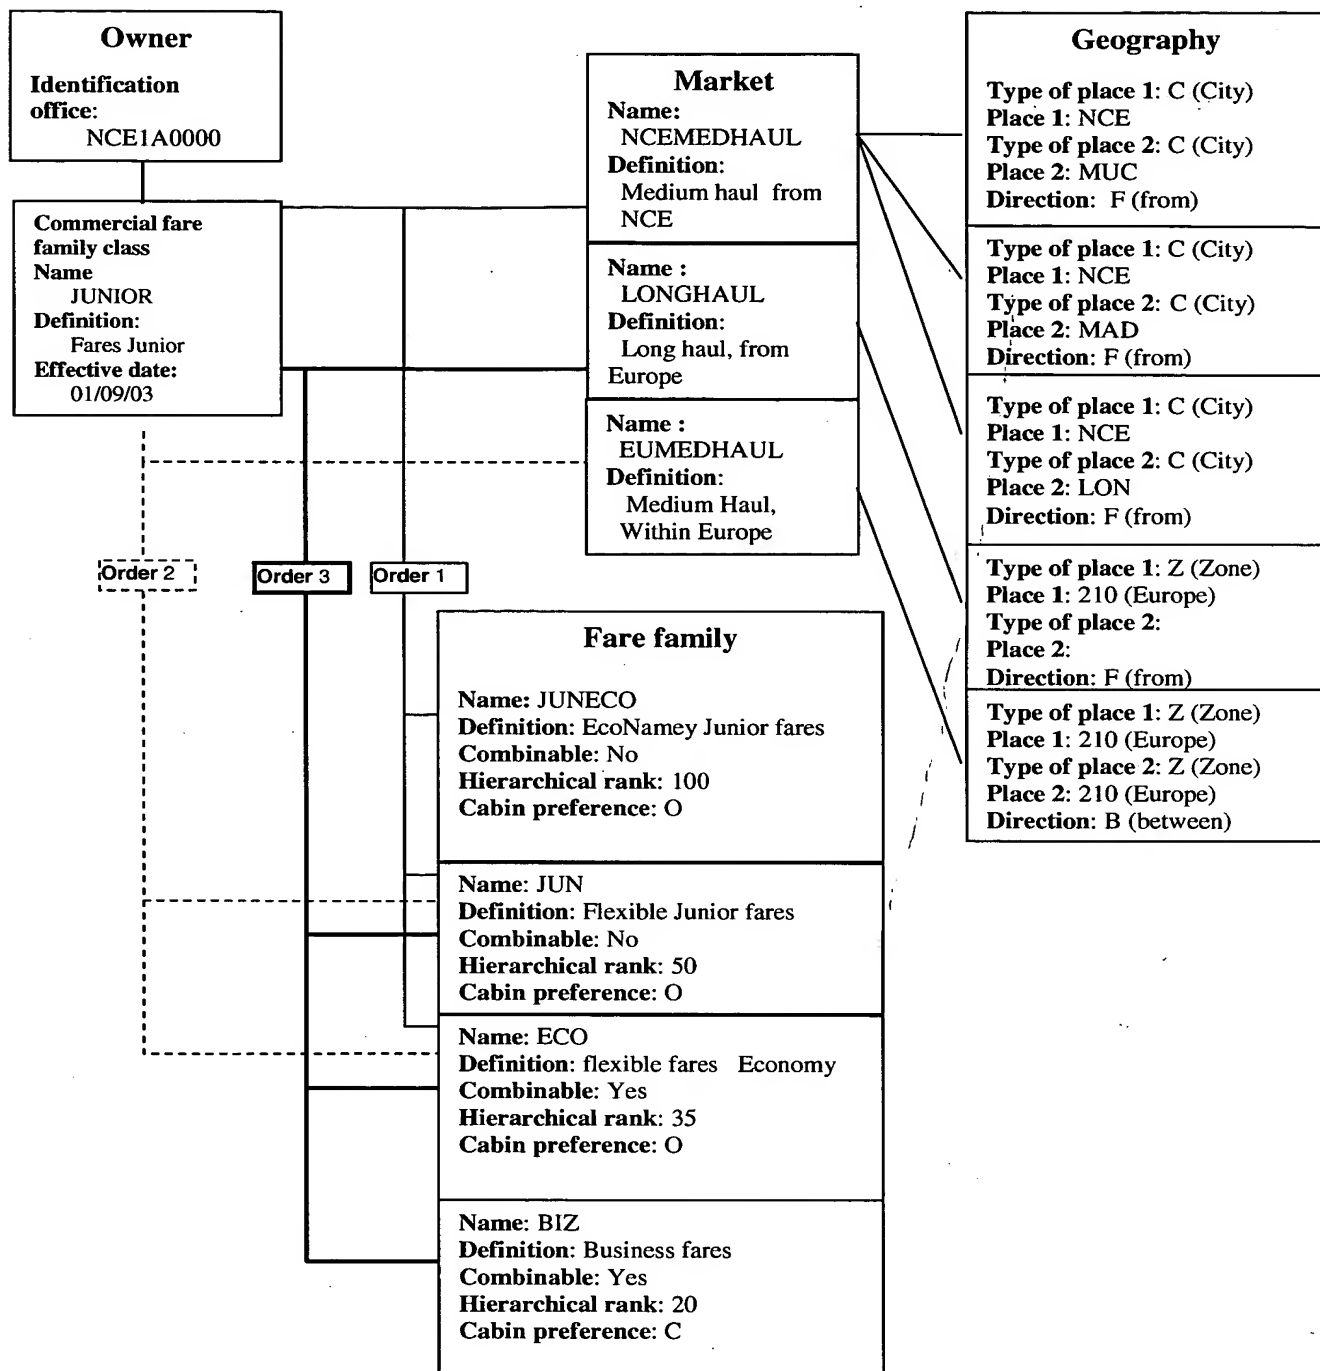 Owner
Identification
office:
NCE1A0000
Commercial fare
family class
Name
JUNIOR
Definition:
Fares Junior
Effective date:
01/09/03
Market
Name:
NCEMEDHAUL
Definition:
Medium haul from
NCE
Name :
LONGHAUL
Definition:
Long haul, from
Europe
Name :
EUMEDHAUL
Definition:
Medium Haul,
Within Europe
Geography
Type of place 1: C (City)
Place 1: NCE
Type of place 2: C (City)
Place 2: MUC
Direction: F (from)
Type of place 1: C (City)
Place 1: NCE
Type of place 2: C (City)
Place 2: MAD
Direction: F (from)
Type of place 1: C (City)
Place 1: NCE
Type of place 2: C (City)
Place 2: LON
Direction: F (from)
Type of place 1: Z (Zone)
Place 1: 210 (Europe)
Type of place 2:
Place 2:
Direction: F (from)
Type of place 1: Z (Zone)
Place 1: 210 (Europe)
Type of place 2: Z (Zone)
Place 2: 210 (Europe)
Direction: B (between)
Order 2
Order 3
Order 1
Fare family
Name: JUNECO
Definition: EcoNamey Junior fares
Combinable: No
Hierarchical rank: 100
Cabin preference: O
Name: JUN
Definition: Flexible Junior fares
Combinable: No
Hierarchical rank: 50
Cabin preference: O
Name: ECO
Definition: flexible fares Economy
Combinable: Yes
Hierarchical rank: 35
Cabin preference: O
Name: BIZ
Definition: Business fares
Combinable: Yes
Hierarchical rank: 20
Cabin preference: C